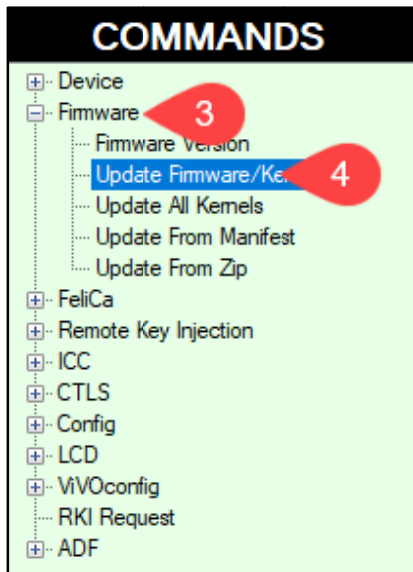 COMMANDS
Device
Firmware 3
Firmware Version
Update Firmware/Ke 4
Update All Kernels
Update From Manifest
Update From Zip
FeliCa
Remote Key Injection
ICC
CTLS
Config
LCD
ViVOconfig
RKI Request
ADF